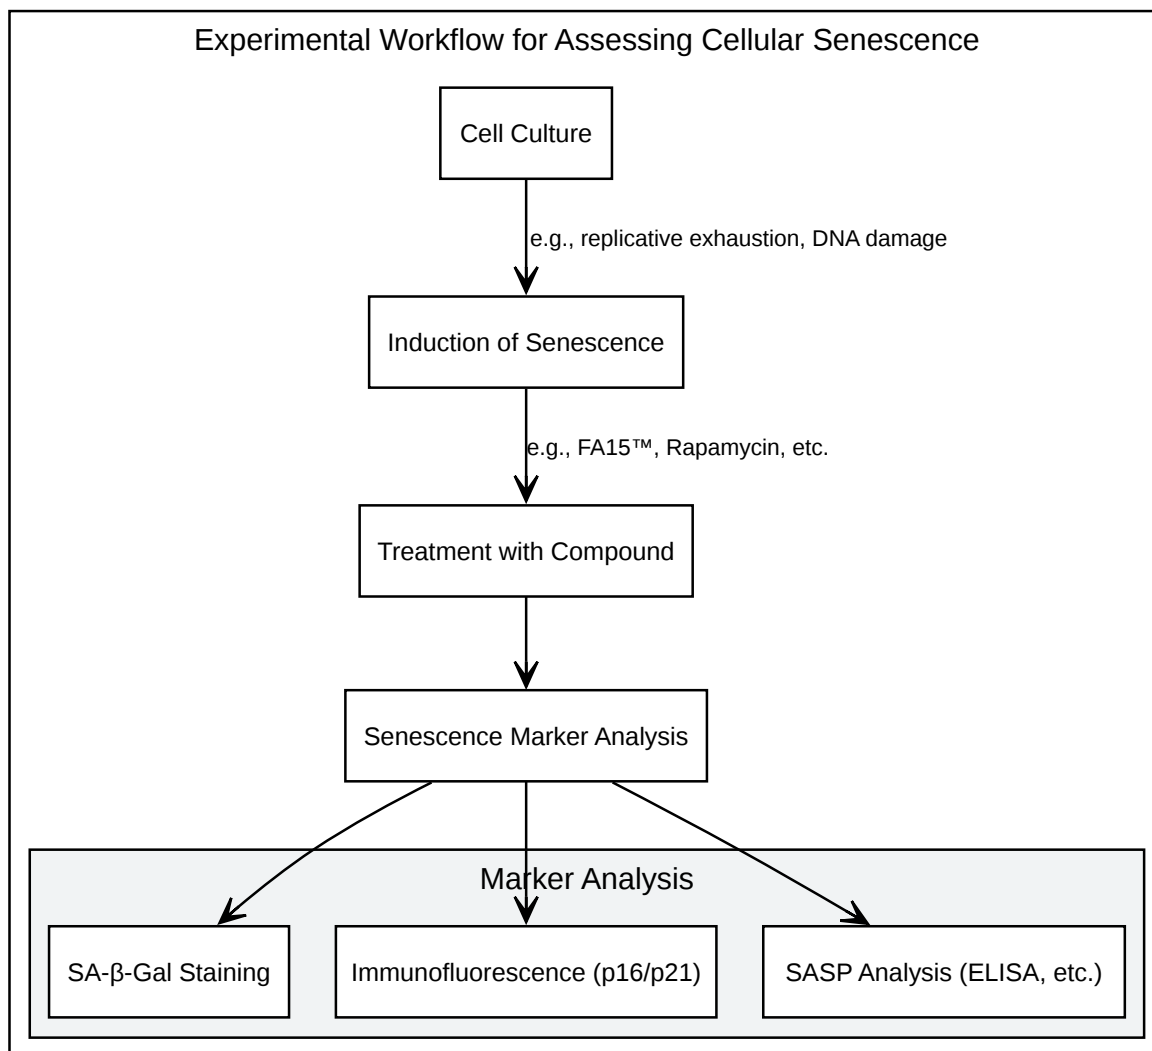 Experimental Workflow for Assessing Cellular Senescence
Cell Culture
e.g., replicative exhaustion, DNA damage
Induction of Senescence
e.g., FA15™, Rapamycin, etc.
Treatment with Compound
Senescence Marker Analysis
Marker Analysis
SA-β-Gal Staining
Immunofluorescence (p16/p21)
SASP Analysis (ELISA, etc.)